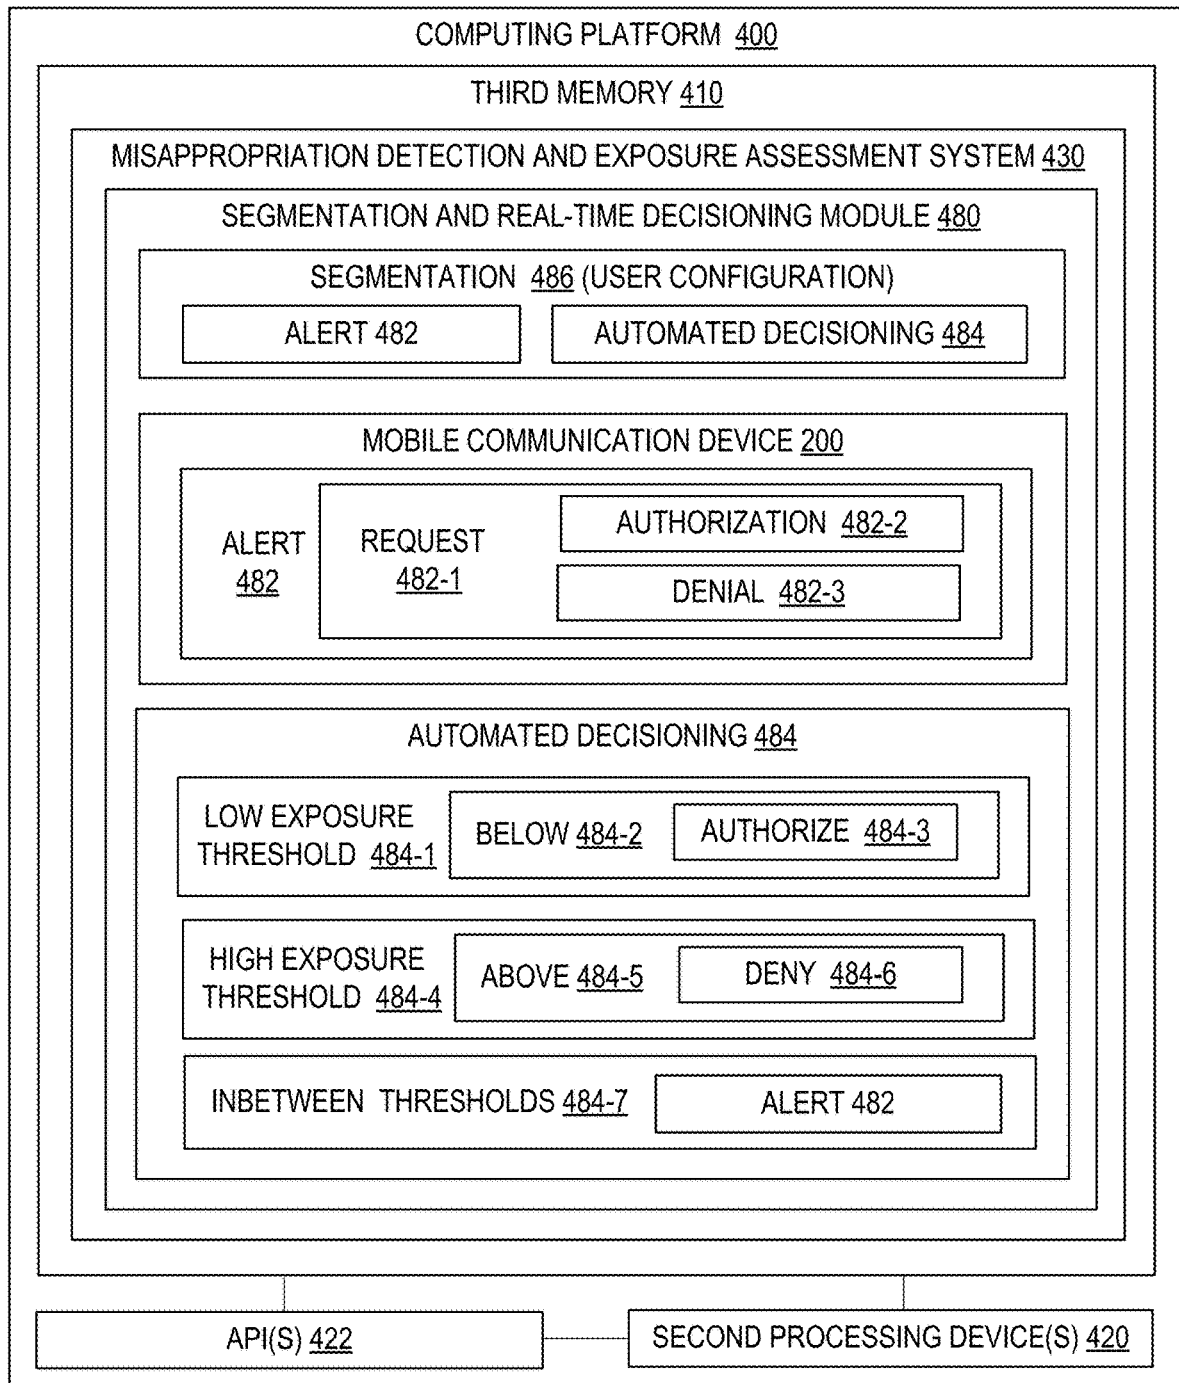 COMPUTING PLATFORM 400
THIRD MEMORY 410
MISAPPROPRIATION DETECTION AND EXPOSURE ASSESSMENT SYSTEM 430
SEGMENTATION AND REAL-TIME DECISIONING MODULE 480
SEGMENTATION 486 (USER CONFIGURATION)
ALERT 482
AUTOMATED DECISIONING 484
MOBILE COMMUNICATION DEVICE 200
ALERT
482
REQUEST
482-1
AUTHORIZATION 482-2
DENIAL 482-3
AUTOMATED DECISIONING 484
LOW EXPOSURE
THRESHOLD 484-1
BELOW 484-2
AUTHORIZE 484-3
HIGH EXPOSURE
THRESHOLD 484-4
ABOVE 484-5
DENY 484-6
INBETWEEN THRESHOLDS 484-7
ALERT 482
API(S) 422
SECOND PROCESSING DEVICE(S) 420